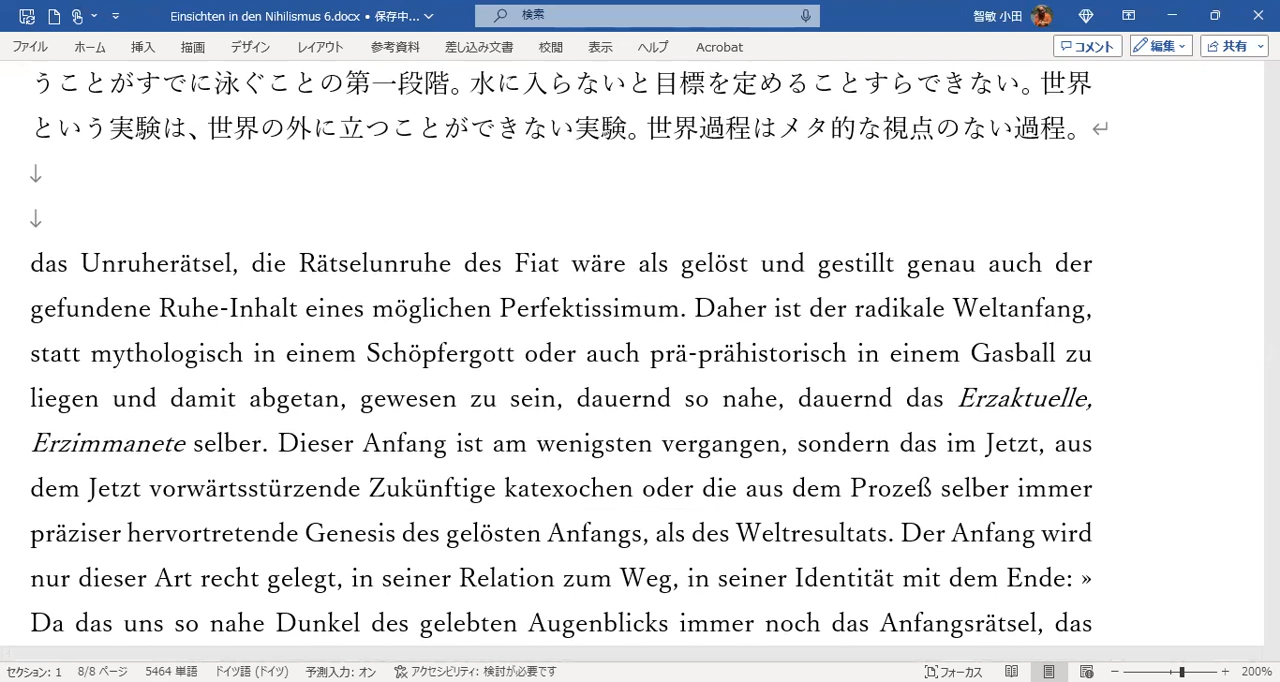 Einsichten in den Nihilismus 6.docx • 保存中...
検索
智敏 小田
ファイル ホーム 挿入 描画 デザイン レイアウト 参考資料 差し込み文書 校閲 表示 ヘルプ Acrobat
コメント 編集 共有
うことがすでに泳ぐことの第一段階。水に入らないと目標を定めることすらできない。世界
という実験は、世界の外に立つことができない実験。世界過程はメタ的な視点のない過程。↵
↓
↓
das Unruherätsel, die Rätselunruhe des Fiat wäre als gelöst und gestillt genau auch der
gefundene Ruhe-Inhalt eines möglichen Perfektissimum. Daher ist der radikale Weltanfang,
statt mythologisch in einem Schöpfergott oder auch prä-prähistorisch in einem Gasball zu
liegen und damit abgetan, gewesen zu sein, dauernd so nahe, dauernd das Erzaktuelle,
Erzimmanete selber. Dieser Anfang ist am wenigsten vergangen, sondern das im Jetzt, aus
dem Jetzt vorwärtsstürzende Zukünftige katexochen oder die aus dem Prozeß selber immer
präziser hervortretende Genesis des gelösten Anfangs, als des Weltresultats. Der Anfang wird
nur dieser Art recht gelegt, in seiner Relation zum Weg, in seiner Identität mit dem Ende: »
Da das uns so nahe Dunkel des gelebten Augenblicks immer noch das Anfangsrätsel, das
セクション: 1 8/8 ページ 5464 単語 ドイツ語 (ドイツ) 予測入力: オン アクセシビリティ: 検討が必要です フォーカス 200%